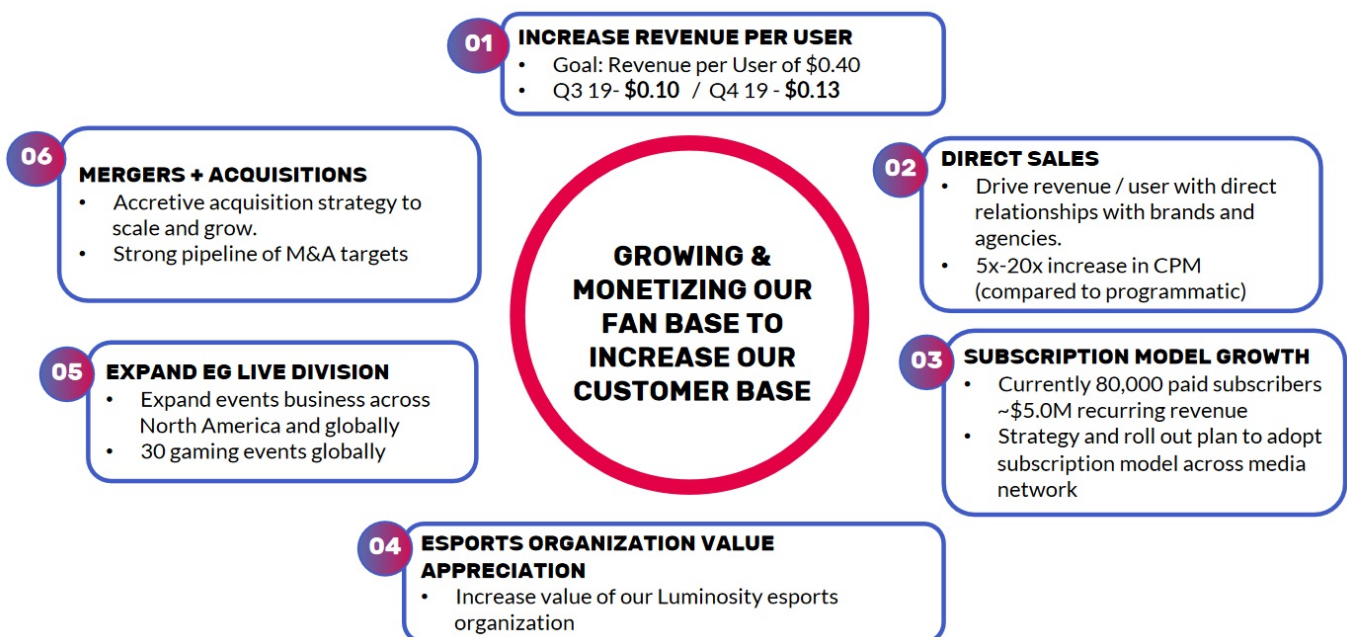 01
INCREASE REVENUE PER USER
• Goal: Revenue per User of $0.40
• Q3 19- $0.10 / Q4 19 - $0.13
02
DIRECT SALES
• Drive revenue / user with direct
relationships with brands and
agencies.
• 5x-20x increase in CPM
(compared to programmatic)
03
SUBSCRIPTION MODEL GROWTH
• Currently 80,000 paid subscribers
~$5.0M recurring revenue
• Strategy and roll out plan to adopt
subscription model across media
network
04
ESPORTS ORGANIZATION VALUE
APPRECIATION
• Increase value of our Luminosity esports
organization
05
EXPAND EG LIVE DIVISION
• Expand events business across
North America and globally
• 30 gaming events globally
06
MERGERS + ACQUISITIONS
• Accretive acquisition strategy to
scale and grow.
• Strong pipeline of M&A targets
GROWING &
MONETIZING OUR
FAN BASE TO
INCREASE OUR
CUSTOMER BASE